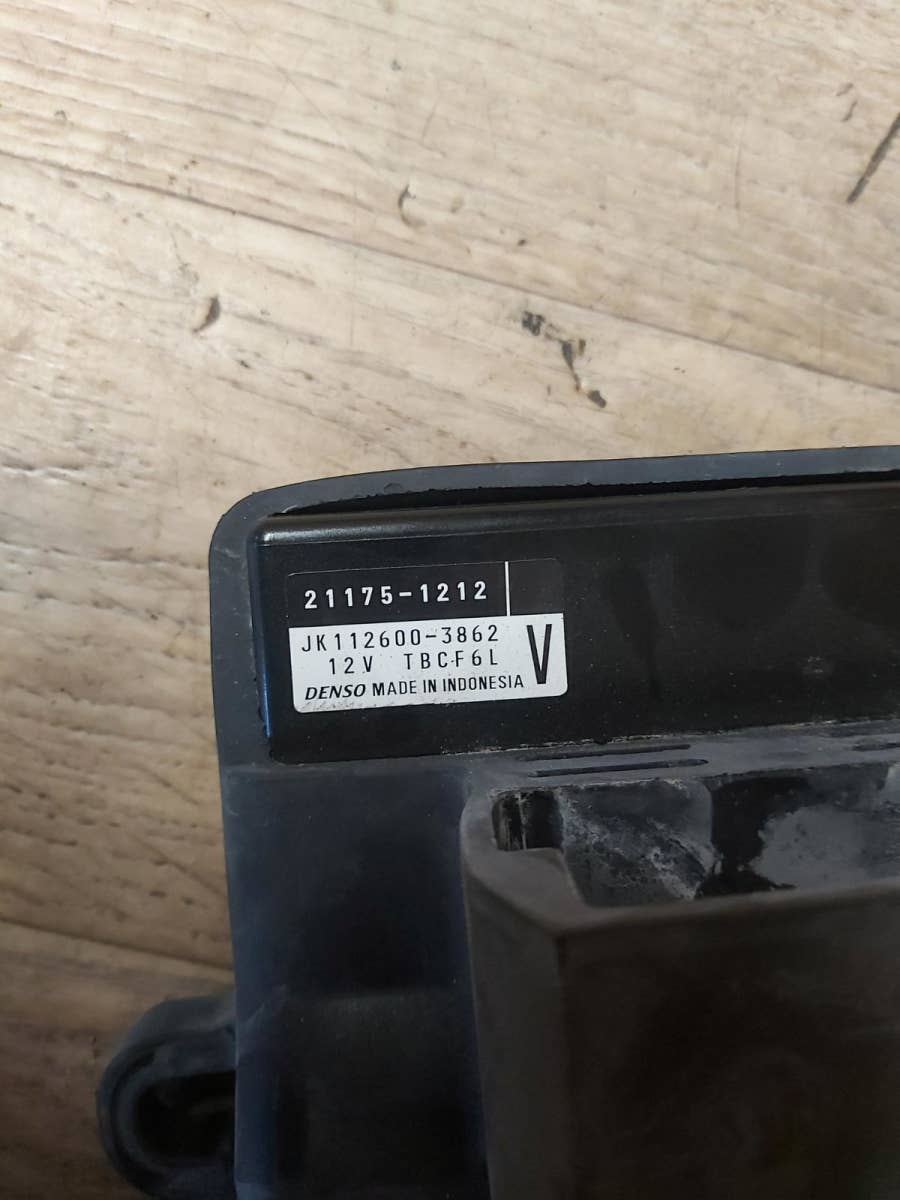 21175-1212
JK112600-3862
12V TBCF6L
V
DENSO MADE IN INDONESIA